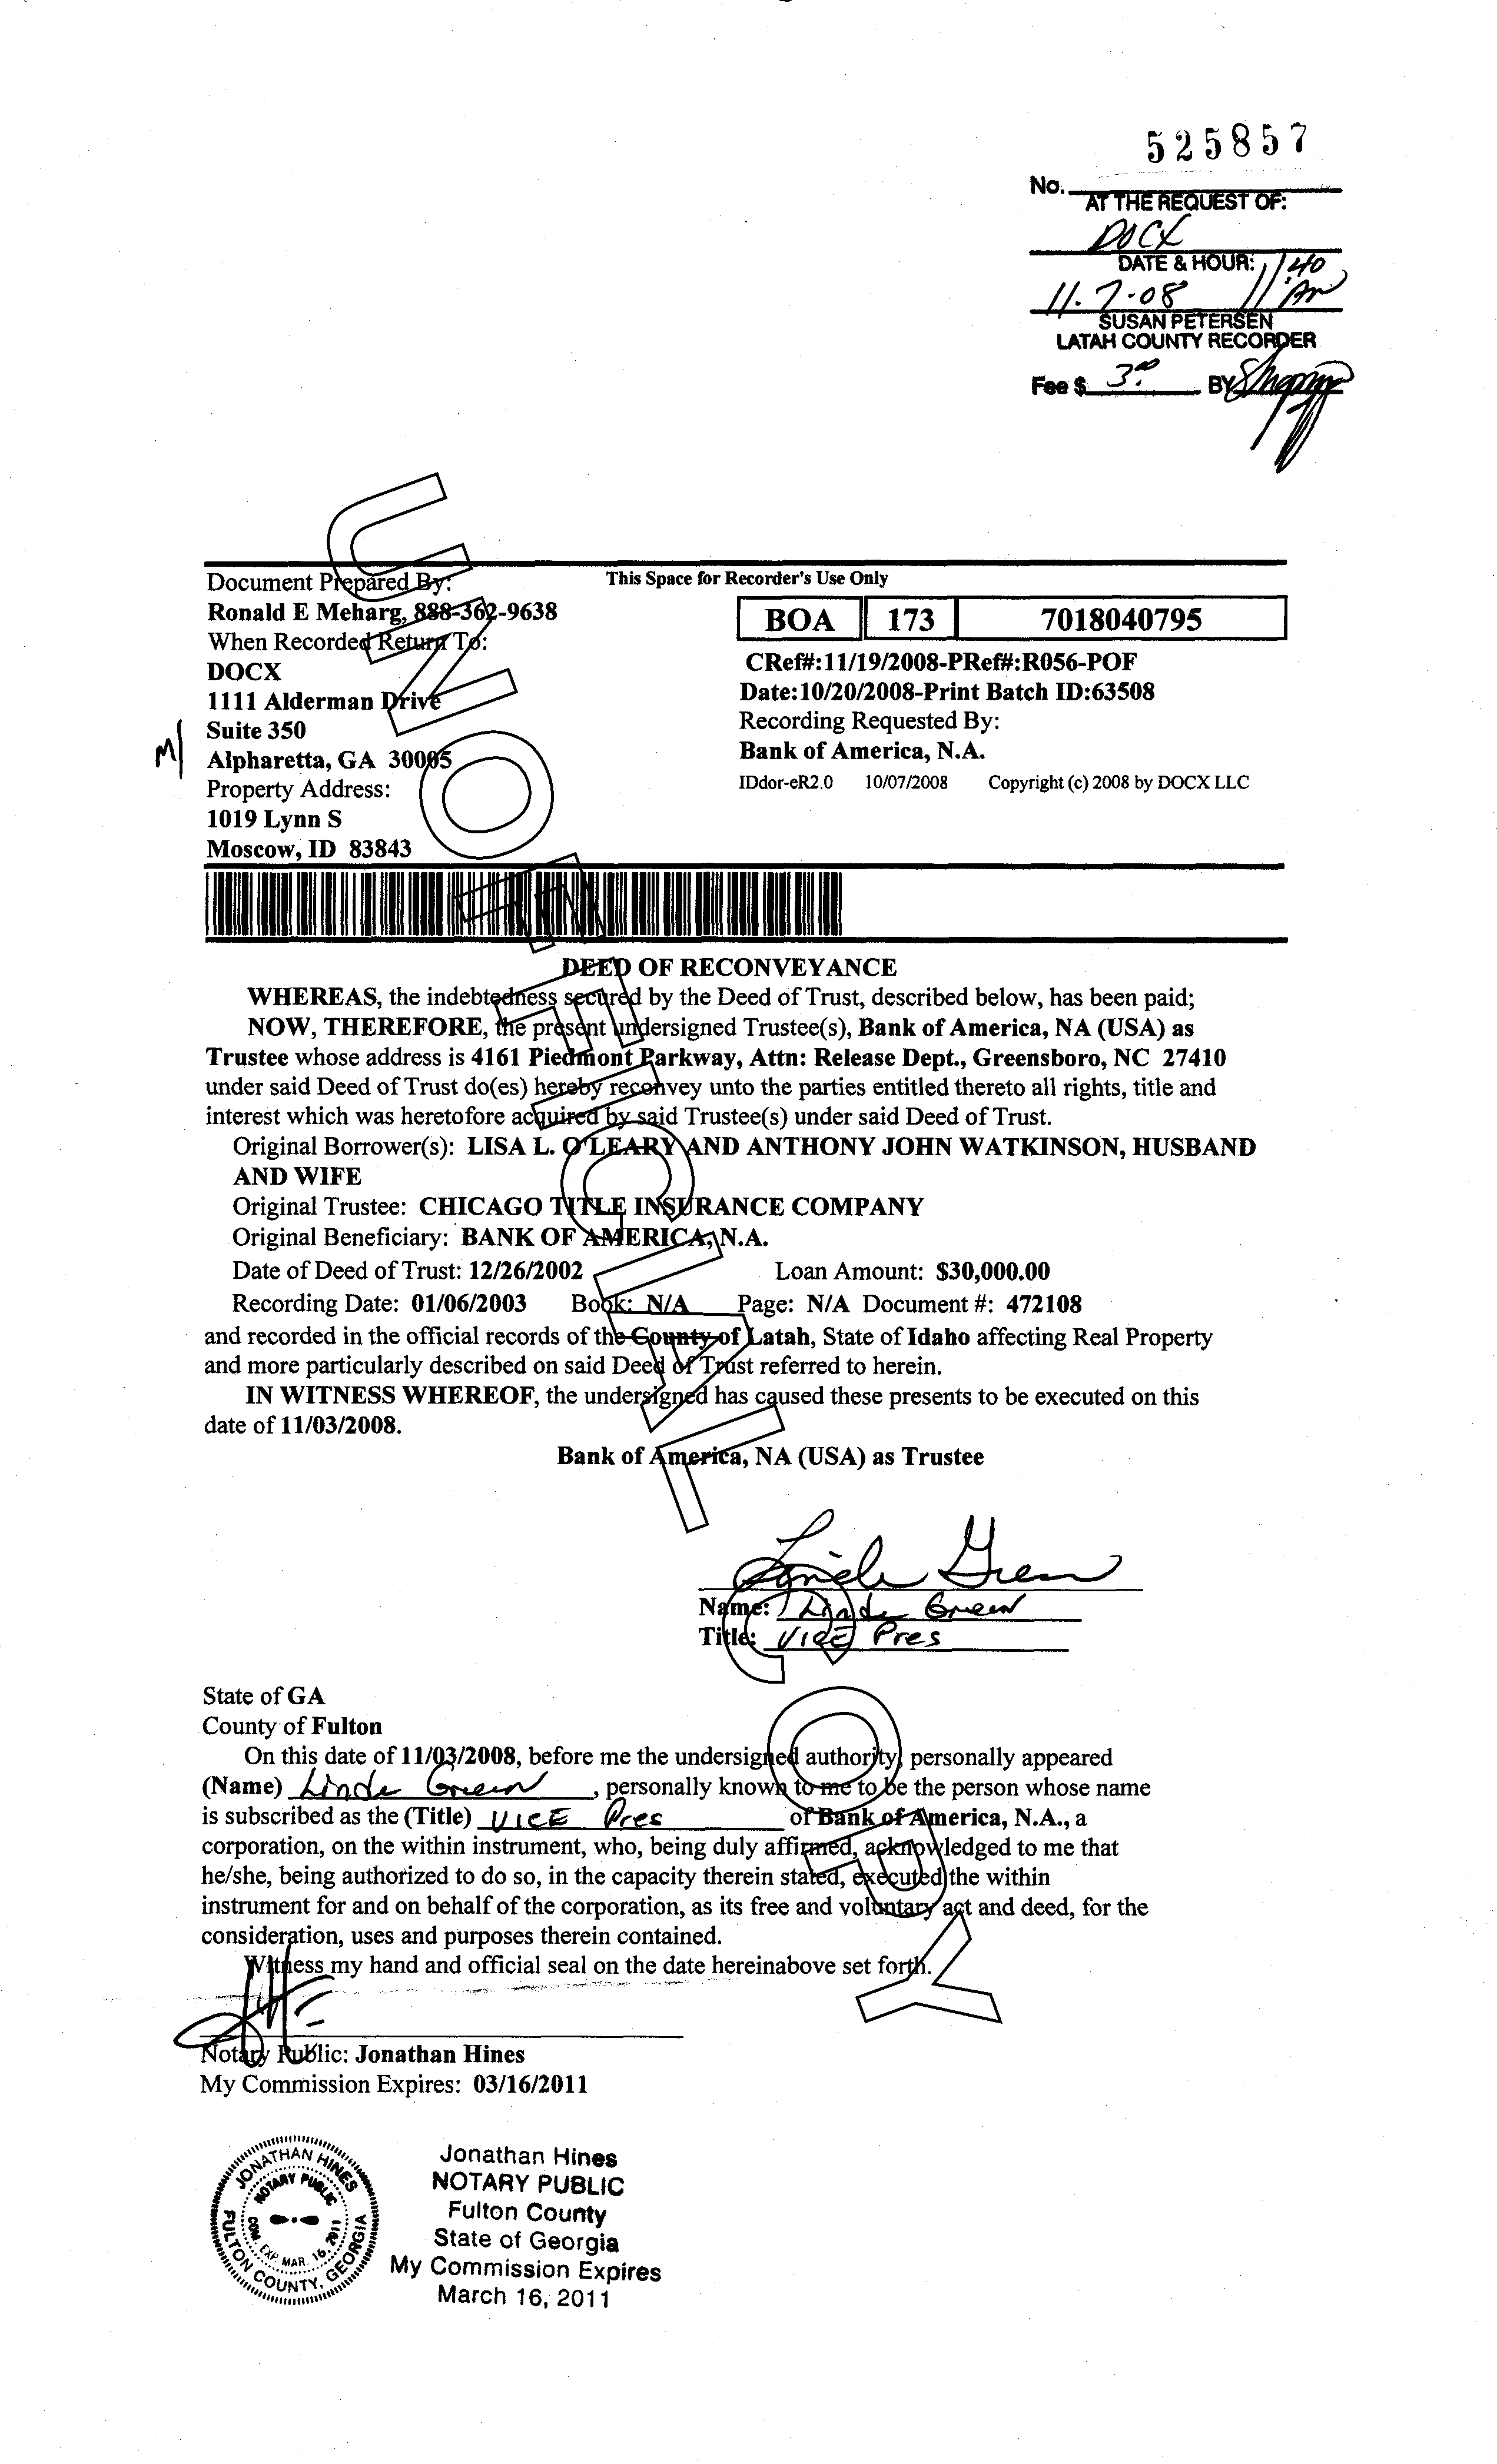 525857
No.
AT THE REQUEST OF:
DOCX
DATE & HOUR: 11:40
11.7-08 AM
SUSAN PETERSEN
LATAH COUNTY RECORDER
Fee $ 3.00 BY
Document Prepared By:
This Space for Recorder's Use Only
Ronald E Meharg, 888-362-9638
When Recorded Return To:
DOCX
1111 Alderman Drive
Suite 350
Alpharetta, GA 30005
Property Address:
1019 Lynn S
Moscow, ID 83843
M
BOA 173 7018040795
CRef#:11/19/2008-PRef#:R056-POF
Date:10/20/2008-Print Batch ID:63508
Recording Requested By:
Bank of America, N.A.
IDdor-eR2.0 10/07/2008 Copyright (c) 2008 by DOCX LLC
DEED OF RECONVEYANCE
WHEREAS, the indebtedness secured by the Deed of Trust, described below, has been paid;
NOW, THEREFORE, the present undersigned Trustee(s), Bank of America, NA (USA) as
Trustee whose address is 4161 Piedmont Parkway, Attn: Release Dept., Greensboro, NC 27410
under said Deed of Trust do(es) hereby reconvey unto the parties entitled thereto all rights, title and
interest which was heretofore acquired by said Trustee(s) under said Deed of Trust.
Original Borrower(s): LISA L. O'LEARY AND ANTHONY JOHN WATKINSON, HUSBAND
AND WIFE
Original Trustee: CHICAGO TITLE INSURANCE COMPANY
Original Beneficiary: BANK OF AMERICA, N.A.
Date of Deed of Trust: 12/26/2002 Loan Amount: $30,000.00
Recording Date: 01/06/2003 Book: N/A Page: N/A Document #: 472108
and recorded in the official records of the County of Latah, State of Idaho affecting Real Property
and more particularly described on said Deed of Trust referred to herein.
IN WITNESS WHEREOF, the undersigned has caused these presents to be executed on this
date of 11/03/2008.
Bank of America, NA (USA) as Trustee
Linda Green
Name: Linda Green
Title: VICE Pres
State of GA
County of Fulton
On this date of 11/03/2008, before me the undersigned authority, personally appeared
(Name) Linda Green, personally known to me to be the person whose name
is subscribed as the (Title) VICE Pres of Bank of America, N.A., a
corporation, on the within instrument, who, being duly affirmed, acknowledged to me that
he/she, being authorized to do so, in the capacity therein stated, executed the within
instrument for and on behalf of the corporation, as its free and voluntary act and deed, for the
consideration, uses and purposes therein contained.
Witness my hand and official seal on the date hereinabove set forth.
Notary Public: Jonathan Hines
My Commission Expires: 03/16/2011
JONATHAN HINES
NOTARY PUBLIC
COM. EXP. MAR. 16, 2011
FULTON COUNTY, GEORGIA
Jonathan Hines
NOTARY PUBLIC
Fulton County
State of Georgia
My Commission Expires
March 16, 2011
UNOFFICIAL COPY